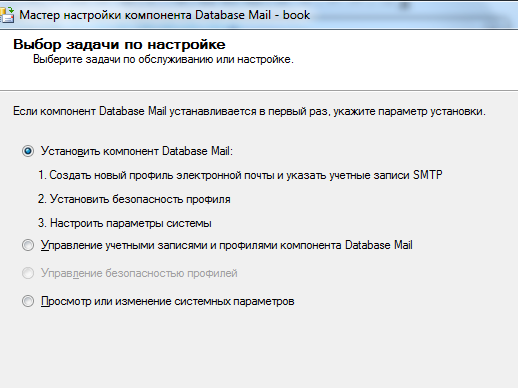 Мастер настройки компонента Database Mail - book
Выбор задачи по настройке
Выберите задачи по обслуживанию или настройке.
Если компонент Database Mail устанавливается в первый раз, укажите параметр установки.
Установить компонент Database Mail:
1. Создать новый профиль электронной почты и указать учетные записи SMTP
2. Установить безопасность профиля
3. Настроить параметры системы
Управление учетными записями и профилями компонента Database Mail
Управление безопасностью профилей
Просмотр или изменение системных параметров